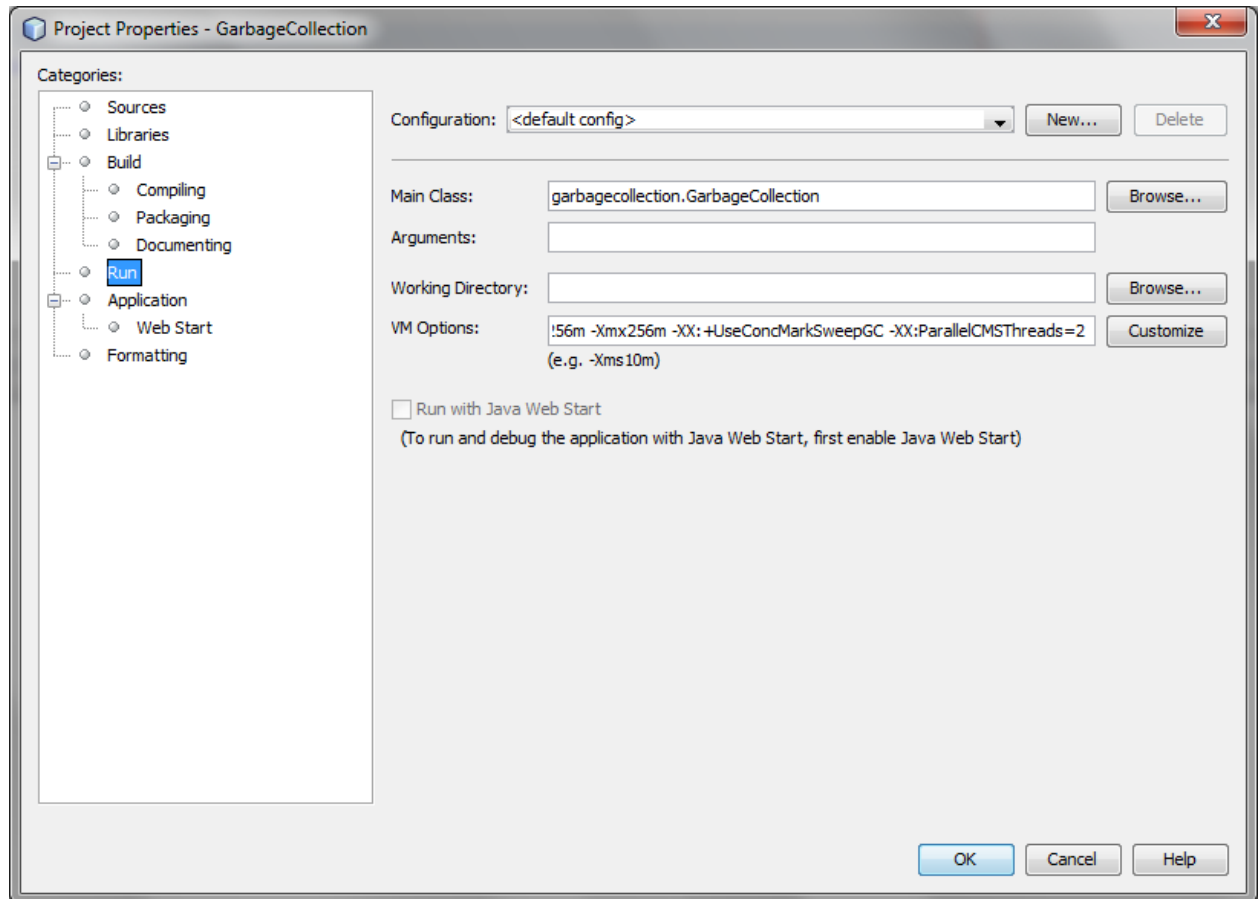 Project Properties - GarbageCollection
Categories:
Sources
Libraries
Build
Compiling
Packaging
Documenting
Run
Application
Web Start
Formatting
Configuration: <default config> New... Delete
Main Class: garbagecollection.GarbageCollection Browse...
Arguments:
Working Directory: Browse...
VM Options: 56m -Xmx256m -XX:+UseConcMarkSweepGC -XX:ParallelCMSThreads=2 Customize
(e.g. -Xms10m)
Run with Java Web Start
(To run and debug the application with Java Web Start, first enable Java Web Start)
OK Cancel Help